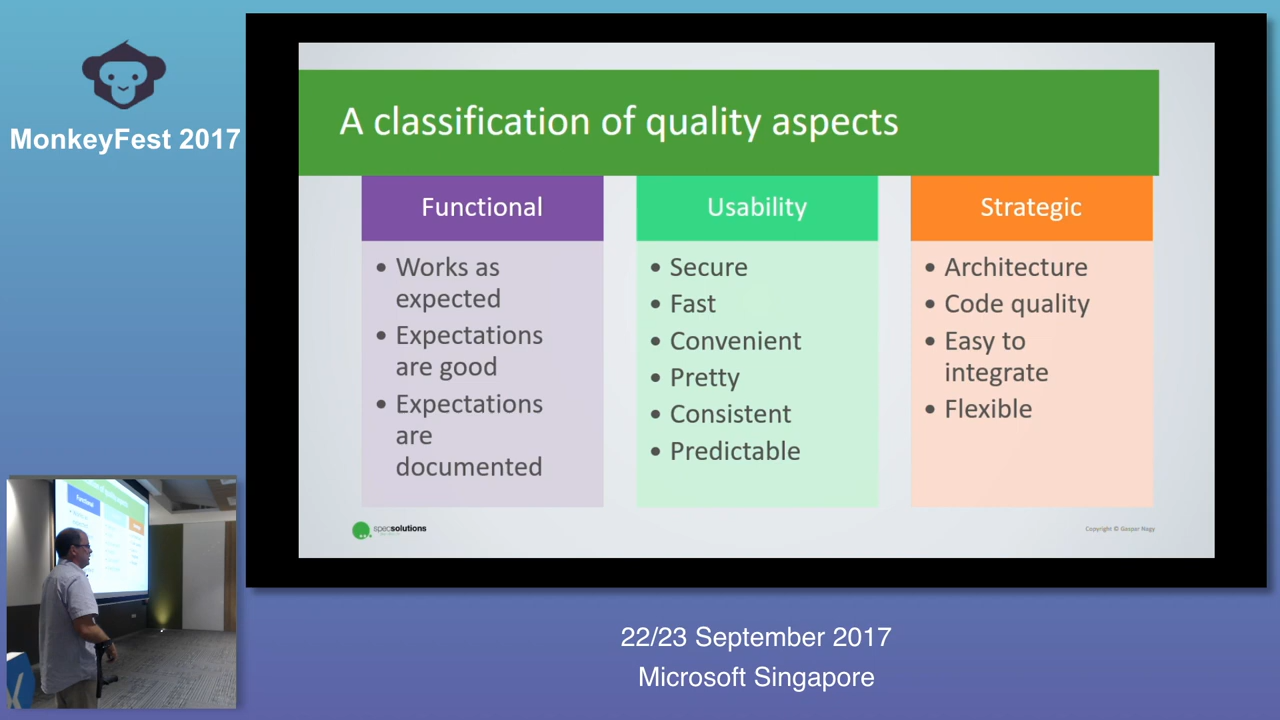 MonkeyFest 2017
A classification of quality aspects
Functional
• Works as
expected
• Expectations
are good
• Expectations
are
documented
Usability
• Secure
• Fast
• Convenient
• Pretty
• Consistent
• Predictable
Strategic
• Architecture
• Code quality
• Easy to
integrate
• Flexible
specsolutions
Copyright © Gaspar Nagy
Functional
22/23 September 2017
Microsoft Singapore